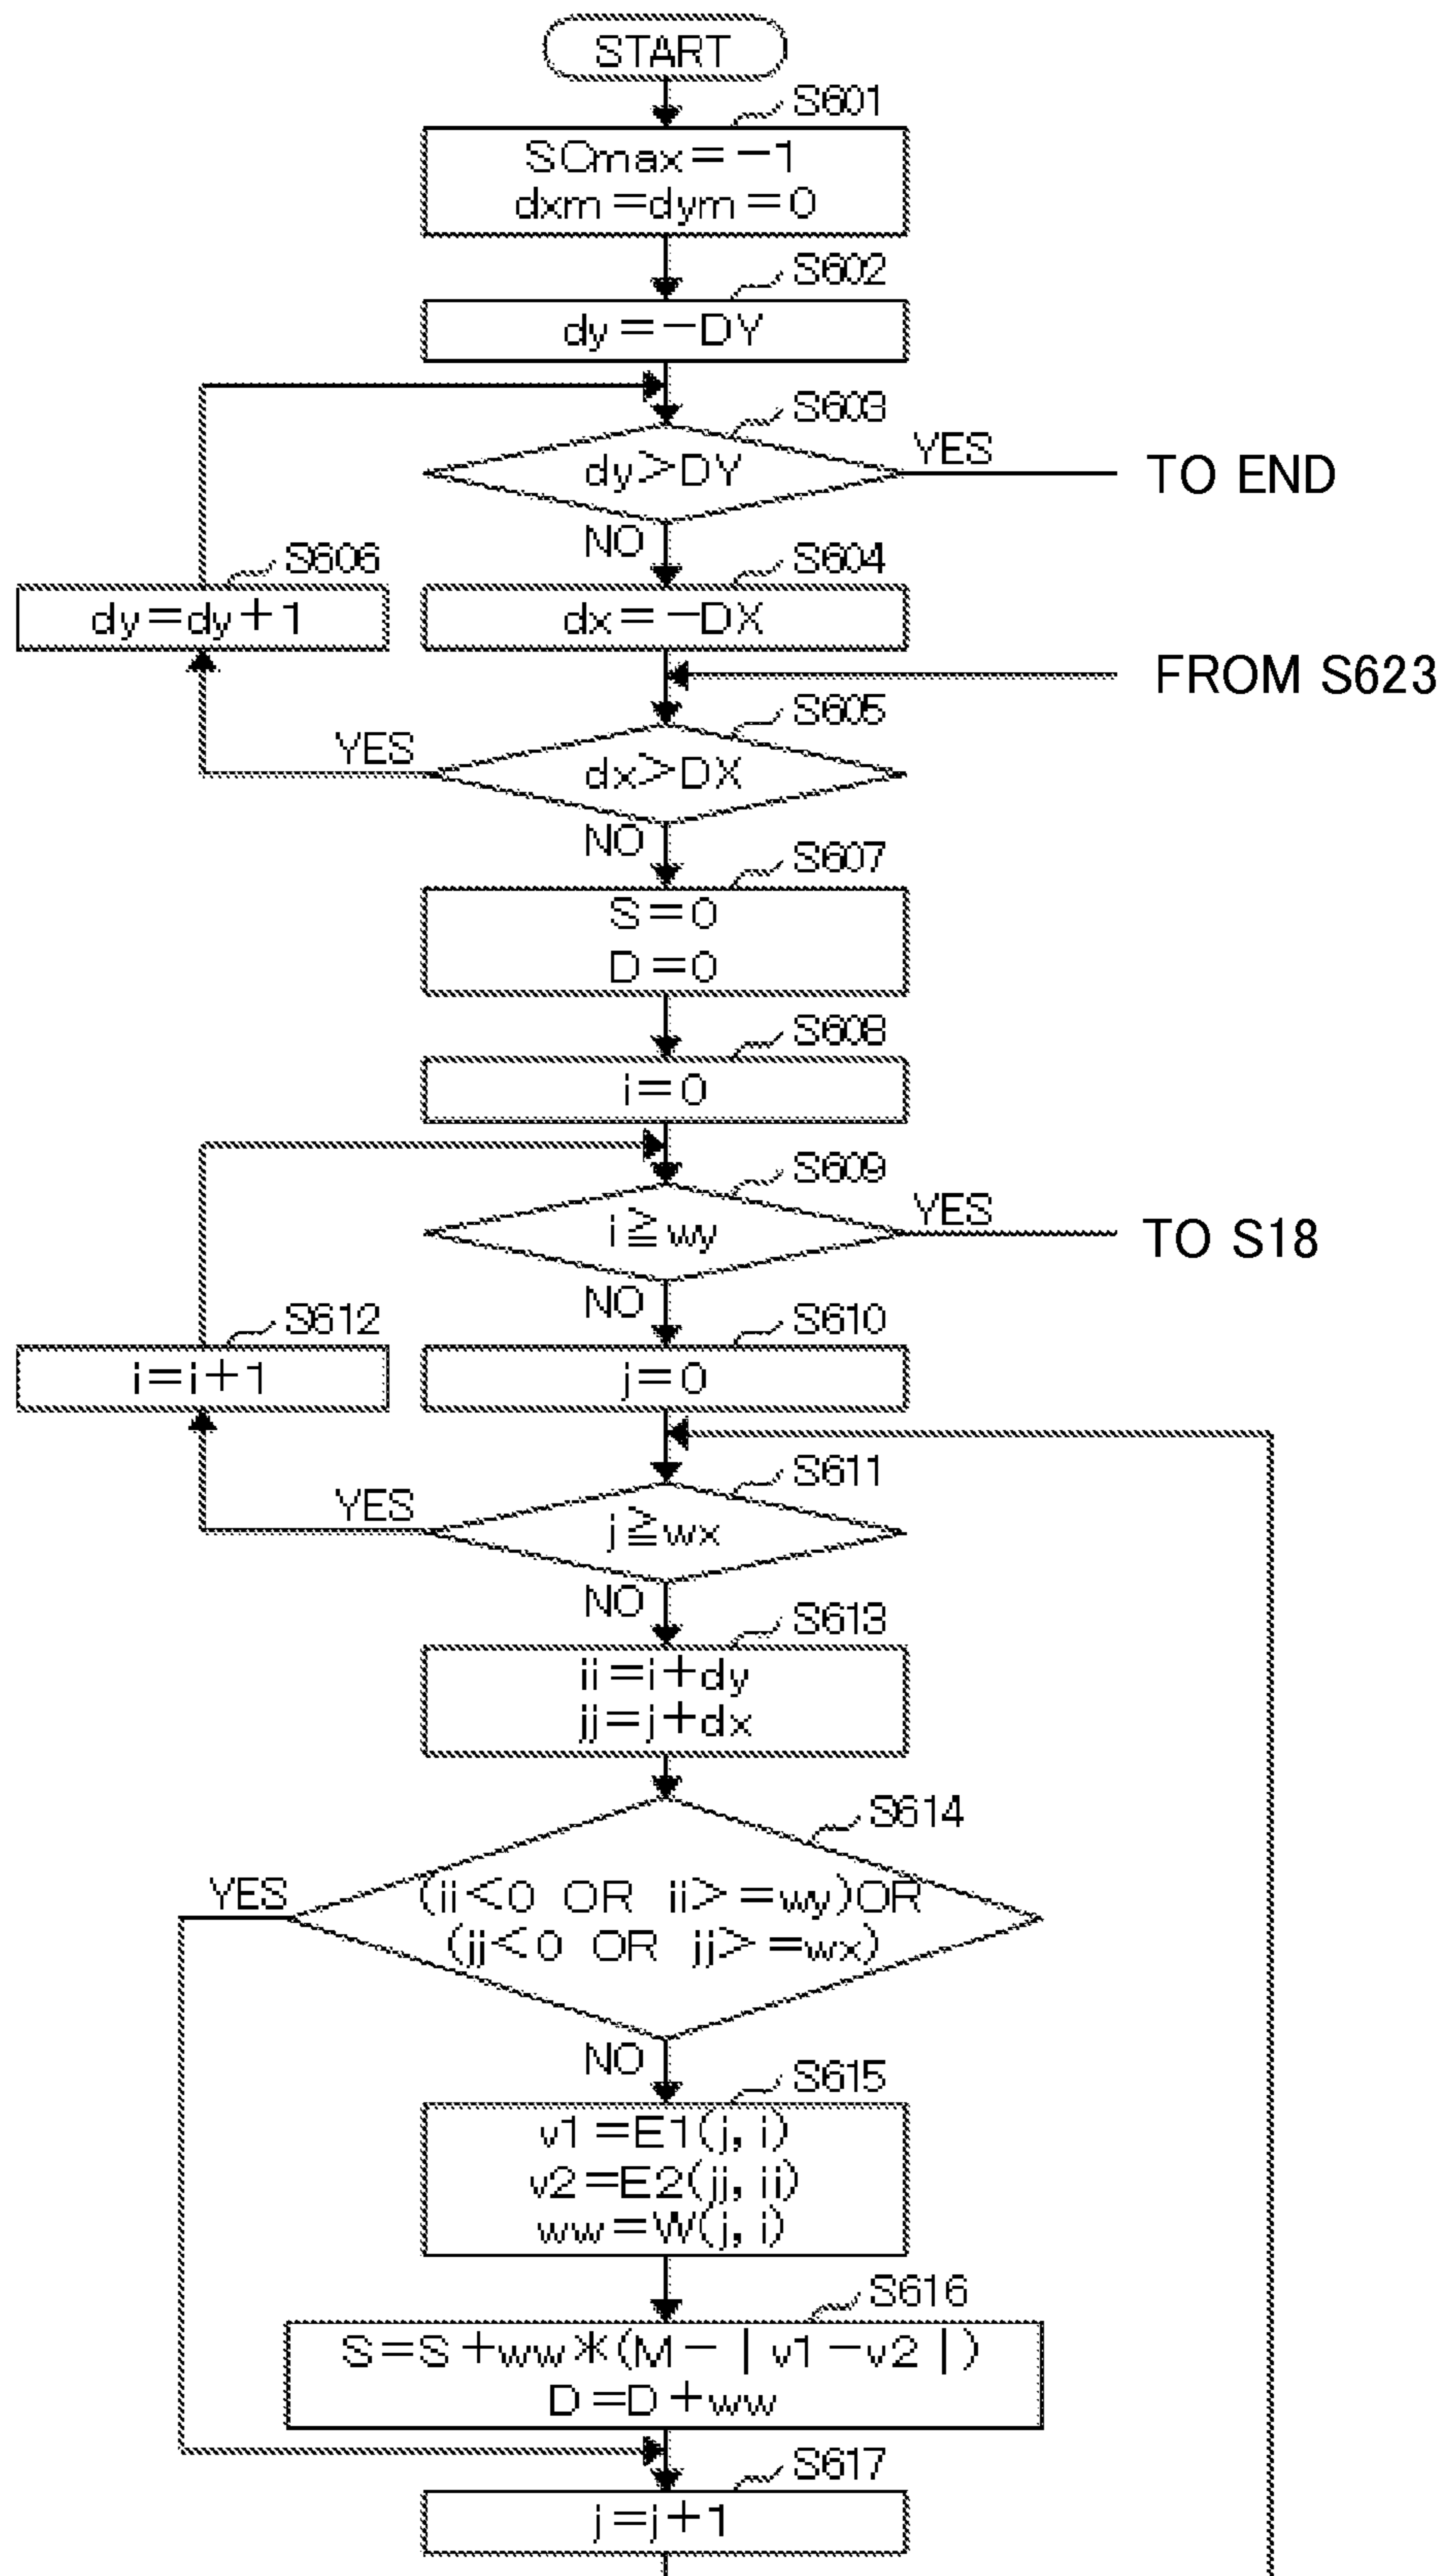 START
S601
SCmax=-1
dxm=dym=0
S602
dy=-DY
S603
dy>DY
YES
TO END
NO
S606
S604
dy=dy+1
dx=-DX
FROM S623
S605
YES
dx>DX
NO
S607
S=0
D=0
S608
i=0
S609
i≧wy
YES
TO S18
NO
S612
S610
i=i+1
j=0
S611
YES
j≧wx
NO
S613
ii=i+dy
jj=j+dx
S614
YES
(ii<0 OR ii>=wy)OR
(jj<0 OR jj>=wx)
NO
S615
v1=E1(j,i)
v2=E2(jj,ii)
ww=W(j,i)
S616
S=S+ww*(M-|v1-v2|)
D=D+ww
S617
j=j+1